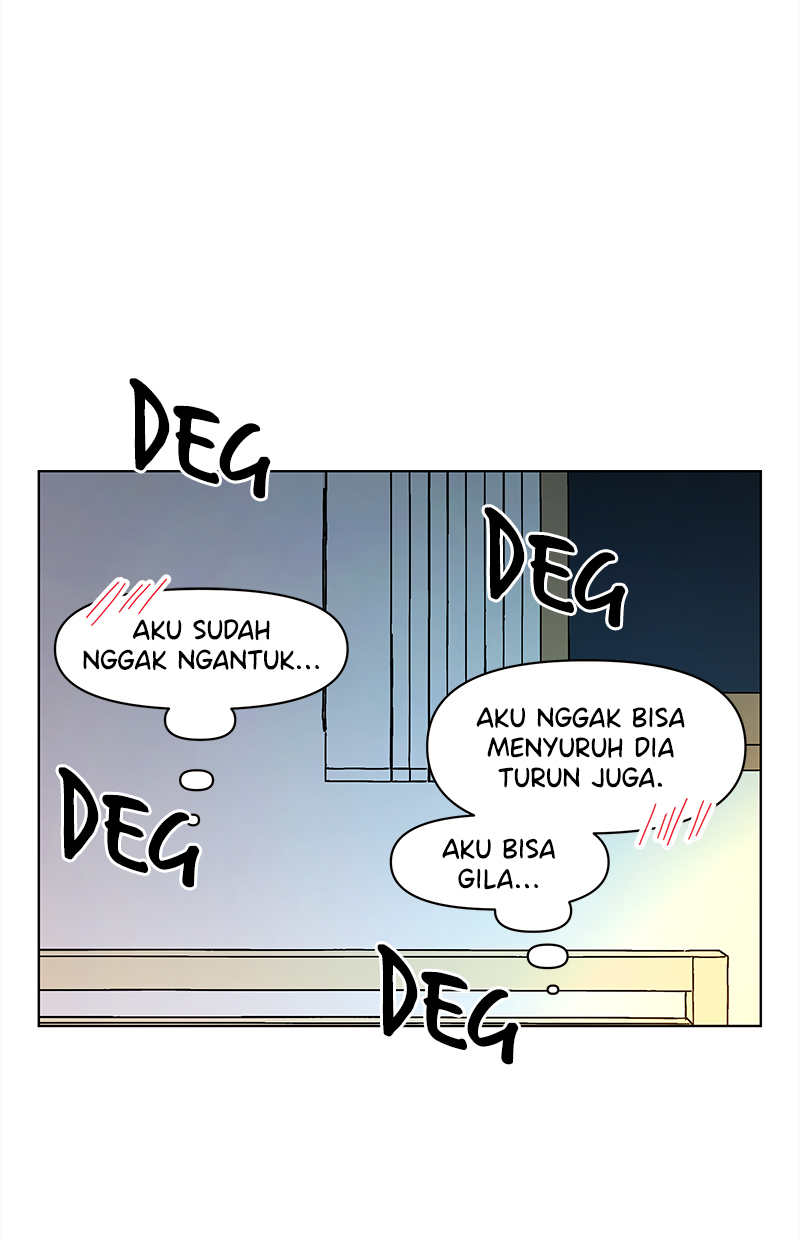 DEG
DEG
AKU SUDAH
NGGAK NGANTUK...
AKU NGGAK BISA
MENYURUH DIA
TURUN JUGA.
DEG
AKU BISA
GILA...
DEG